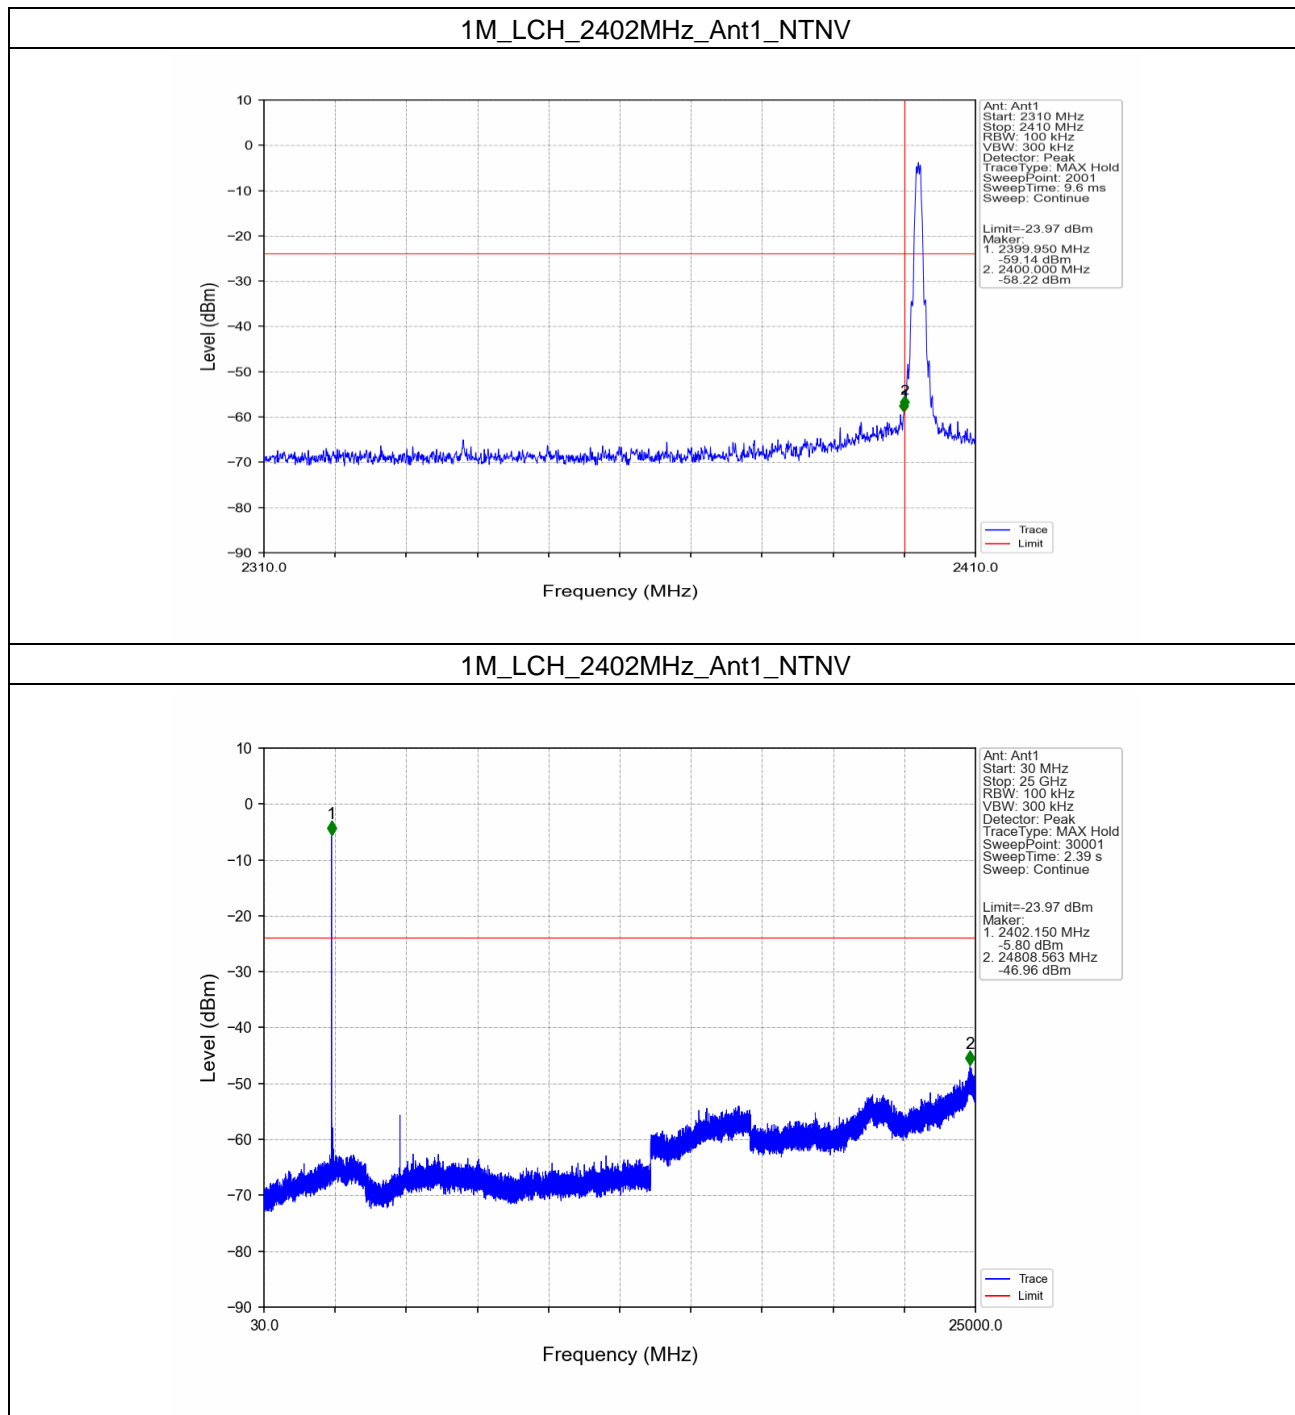 1M_LCH_2402MHz_Ant1_NTNV
10
0
−10
−20
−30
−40
−50
−60
−70
−80
−90
Level (dBm)
2310.0
2410.0
Frequency (MHz)
2
Ant: Ant1
Start: 2310 MHz
Stop: 2410 MHz
RBW: 100 kHz
VBW: 300 kHz
Detector: Peak
TraceType: MAX Hold
SweepPoint: 2001
SweepTime: 9.6 ms
Sweep: Continue
Limit=-23.97 dBm
Maker:
1. 2399.950 MHz
-59.14 dBm
2. 2400.000 MHz
-58.22 dBm
Trace
Limit
1M_LCH_2402MHz_Ant1_NTNV
10
0
−10
−20
−30
−40
−50
−60
−70
−80
−90
Level (dBm)
30.0
25000.0
Frequency (MHz)
1
2
Ant: Ant1
Start: 30 MHz
Stop: 25 GHz
RBW: 100 kHz
VBW: 300 kHz
Detector: Peak
TraceType: MAX Hold
SweepPoint: 30001
SweepTime: 2.39 s
Sweep: Continue
Limit=-23.97 dBm
Maker:
1. 2402.150 MHz
-5.80 dBm
2. 24808.563 MHz
-46.96 dBm
Trace
Limit